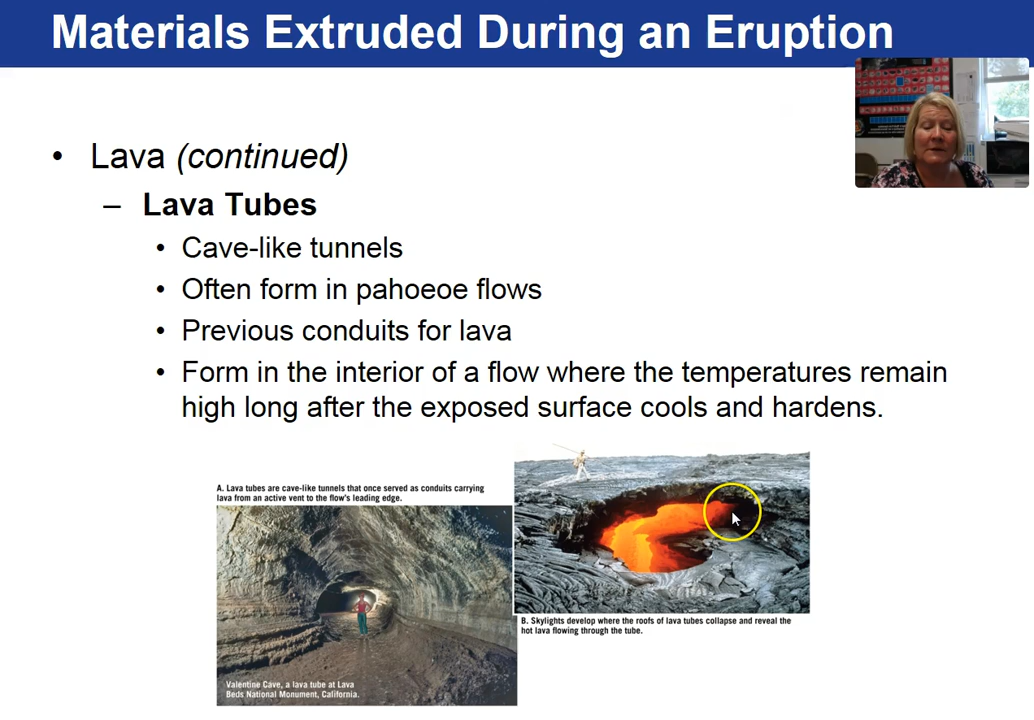 Materials Extruded During an Eruption
• Lava (continued)
– Lava Tubes
• Cave-like tunnels
• Often form in pahoeoe flows
• Previous conduits for lava
• Form in the interior of a flow where the temperatures remain
high long after the exposed surface cools and hardens.
A. Lava tubes are cave-like tunnels that once served as conduits carrying
lava from an active vent to the flow's leading edge.
Valentine Cave, a lava tube at Lava
Beds National Monument, California.
B. Skylights develop where the roofs of lava tubes collapse and reveal the
hot lava flowing through the tube.